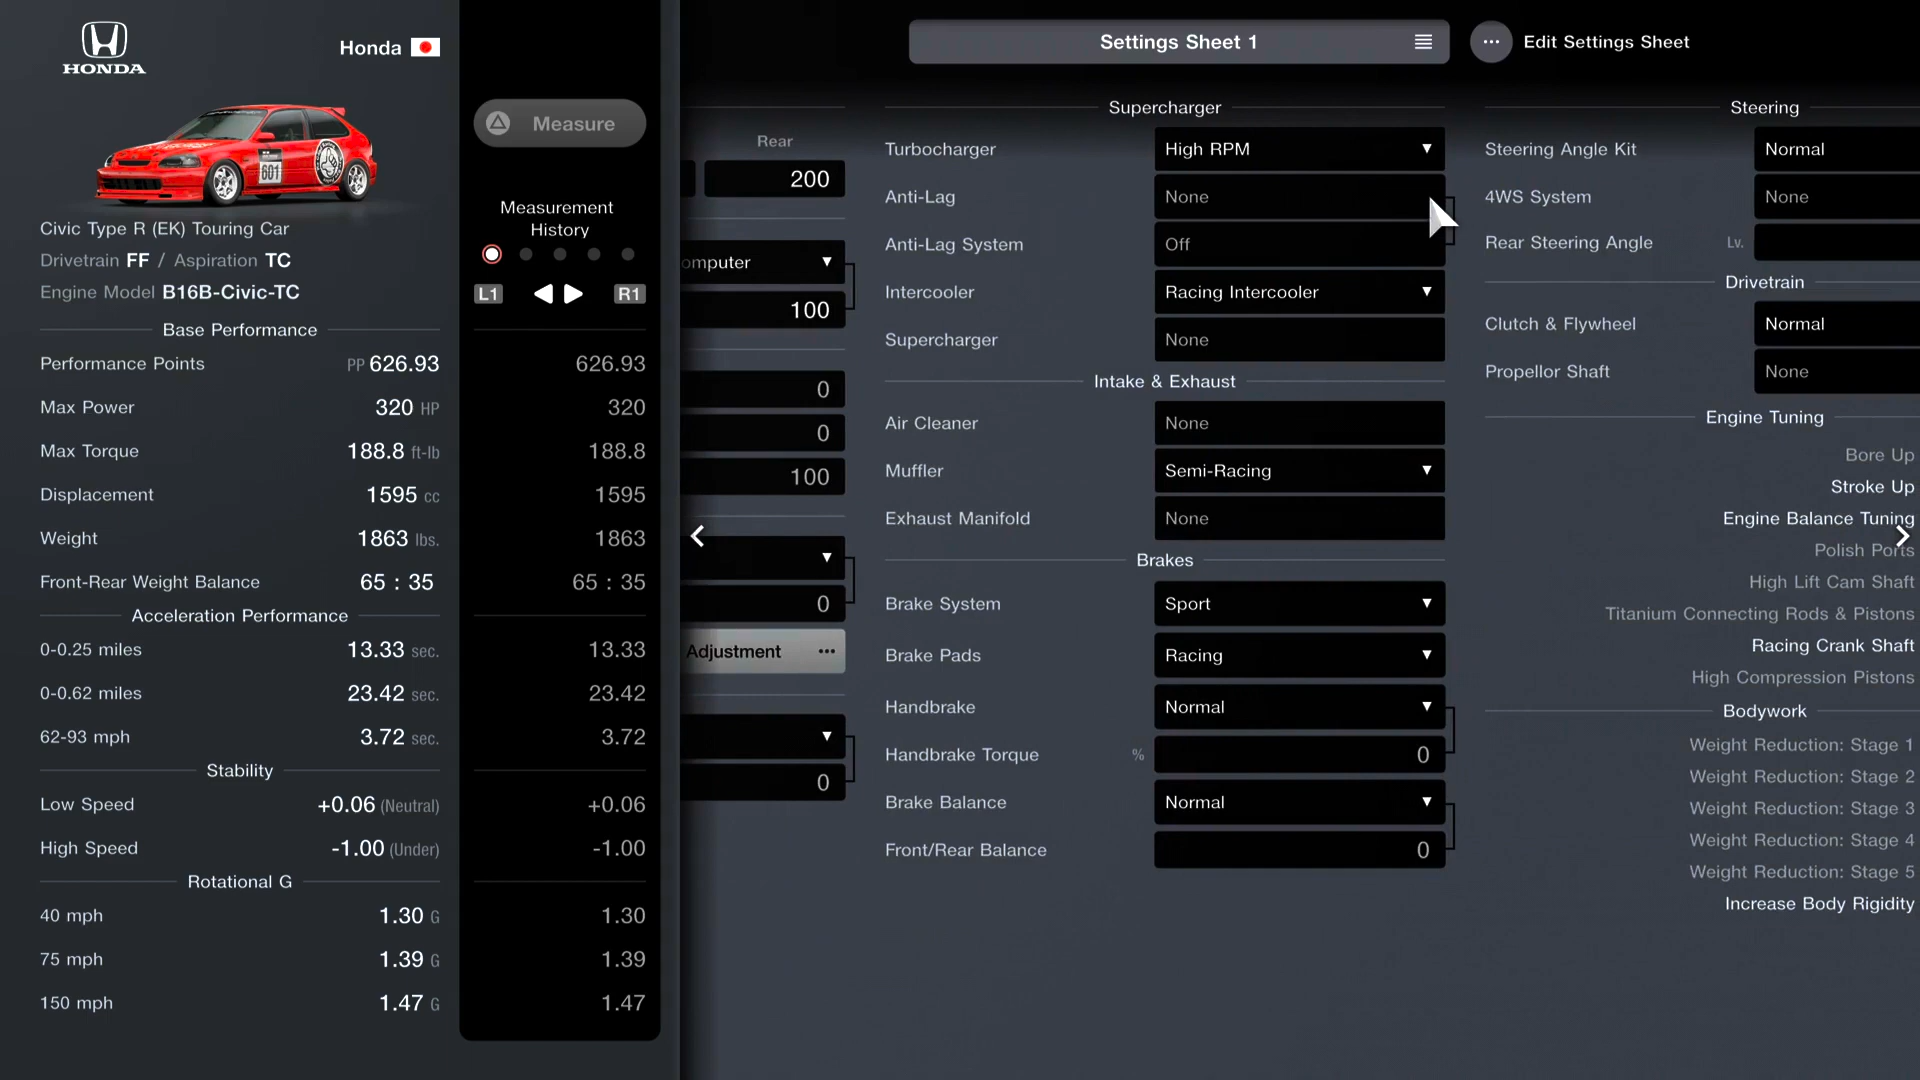 HONDA
Honda
Civic Type R (EK) Touring Car
Drivetrain FF / Aspiration TC
Engine Model B16B-Civic-TC
Base Performance
Performance Points PP 626.93
Max Power 320 HP
Max Torque 188.8 ft-lb
Displacement 1595 cc
Weight 1863 lbs.
Front-Rear Weight Balance 65 : 35
Acceleration Performance
0-0.25 miles 13.33 sec.
0-0.62 miles 23.42 sec.
62-93 mph 3.72 sec.
Stability
Low Speed +0.06 (Neutral)
High Speed -1.00 (Under)
Rotational G
40 mph 1.30 G
75 mph 1.39 G
150 mph 1.47 G
601
Measure
Measurement
History
L1 R1
626.93
320
188.8
1595
1863
65 : 35
13.33
23.42
3.72
+0.06
-1.00
1.30
1.39
1.47
Settings Sheet 1
Edit Settings Sheet
Rear
200
omputer
100
0
0
100
0
Adjustment
0
Supercharger
Turbocharger High RPM
Anti-Lag None
Anti-Lag System Off
Intercooler Racing Intercooler
Supercharger None
Intake & Exhaust
Air Cleaner None
Muffler Semi-Racing
Exhaust Manifold None
Brakes
Brake System Sport
Brake Pads Racing
Handbrake Normal
Handbrake Torque % 0
Brake Balance Normal
Front/Rear Balance 0
Steering
Steering Angle Kit Normal
4WS System None
Rear Steering Angle Lv.
Drivetrain
Clutch & Flywheel Normal
Propellor Shaft None
Engine Tuning
Bore Up
Stroke Up
Engine Balance Tuning
Polish Ports
High Lift Cam Shaft
Titanium Connecting Rods & Pistons
Racing Crank Shaft
High Compression Pistons
Bodywork
Weight Reduction: Stage 1
Weight Reduction: Stage 2
Weight Reduction: Stage 3
Weight Reduction: Stage 4
Weight Reduction: Stage 5
Increase Body Rigidity